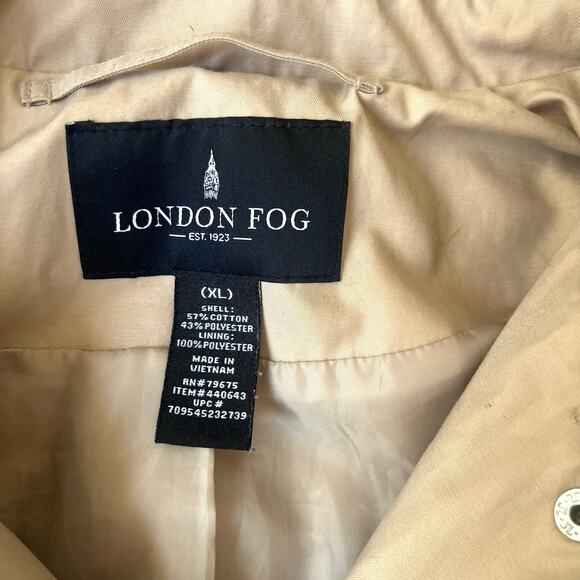 LONDON FOG
EST. 1923
(XL)
SHELL:
57% COTTON
43% POLYESTER
LINING:
100% POLYESTER
MADE IN
VIETNAM
RN#79675
ITEM#440643
UPC #
709545232739